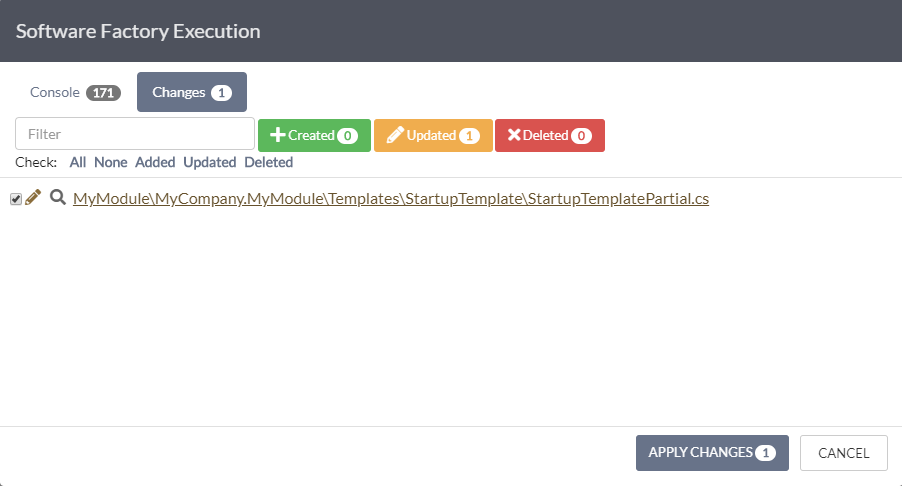 Software Factory Execution
Console 171 Changes 1
Filter Created 0 Updated 1 Deleted 0
Check: All None Added Updated Deleted
MyModule\MyCompany.MyModule\Templates\StartupTemplate\StartupTemplatePartial.cs
APPLY CHANGES 1 CANCEL